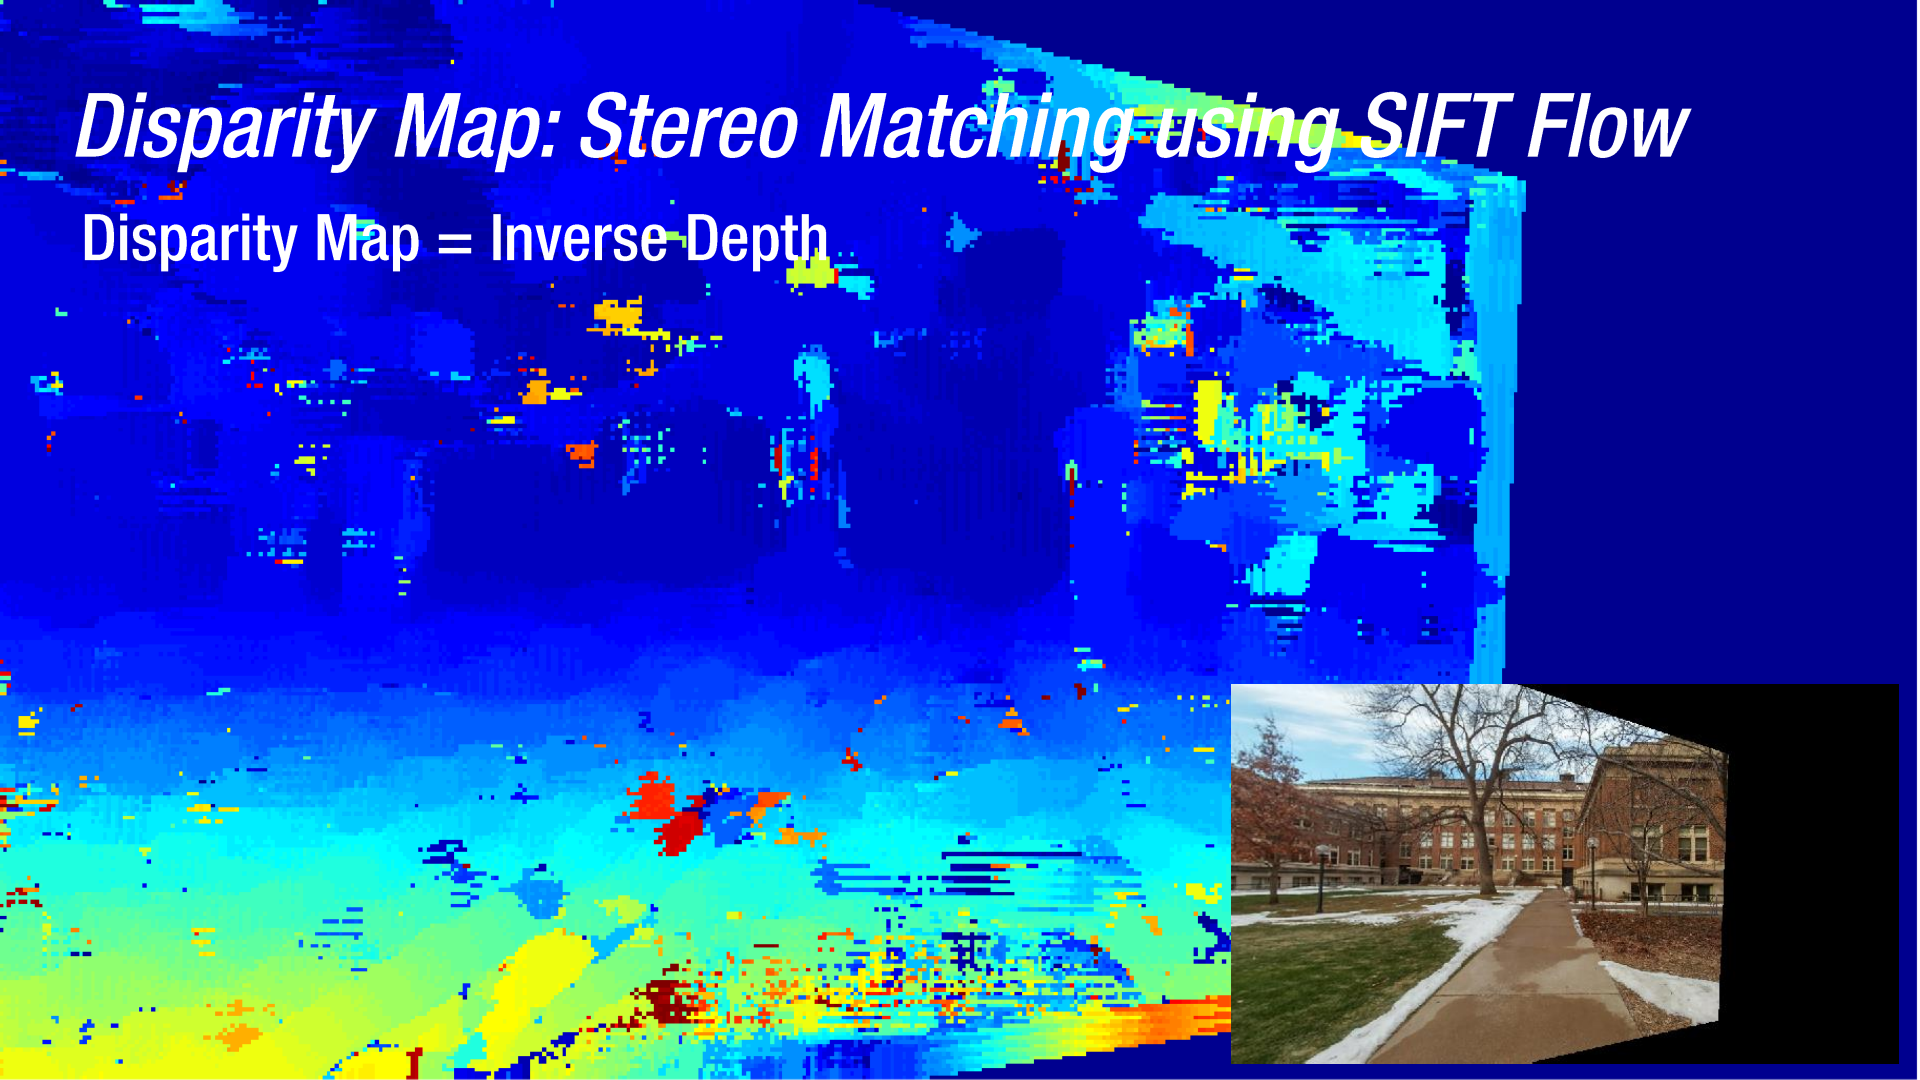 Disparity Map: Stereo Matching using SIFT Flow
Disparity Map = Inverse Depth